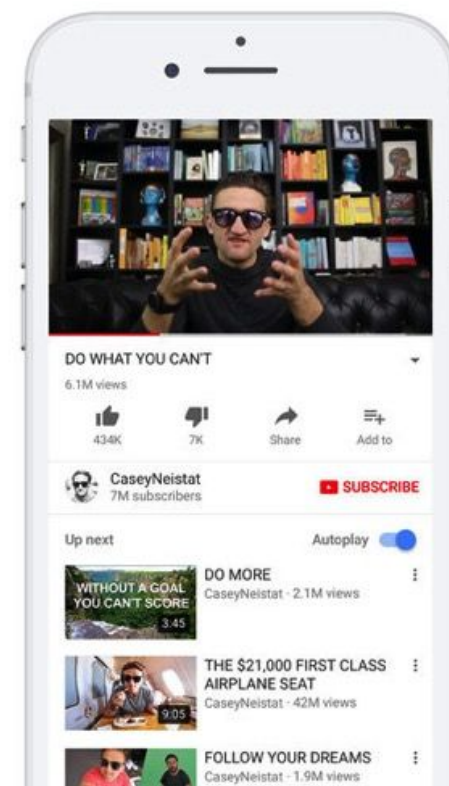 DO WHAT YOU CAN'T
6.1M views
434K
7K
Share
Add to
CaseyNeistat
7M subscribers
SUBSCRIBE
Up next
Autoplay
WITHOUT A GOAL
YOU CAN'T SCORE
3:45
DO MORE
CaseyNeistat · 2.1M views
9:05
THE $21,000 FIRST CLASS
AIRPLANE SEAT
CaseyNeistat · 42M views
FOLLOW YOUR DREAMS
CaseyNeistat · 1.9M views